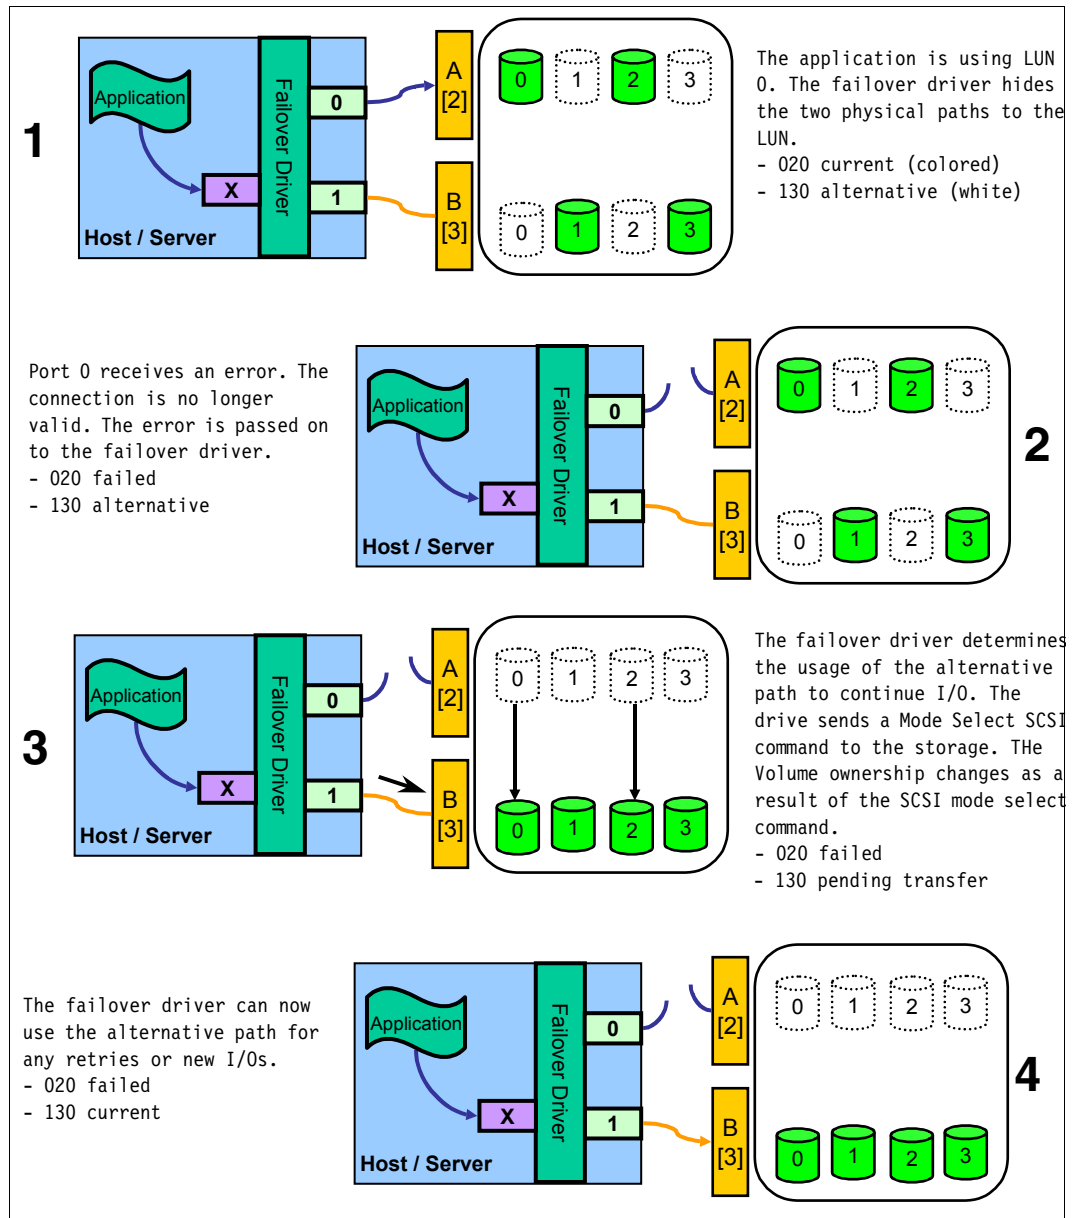 1
Application
X
Failover Driver
0
1
Host / Server
A
[2]
B
[3]
0 1 2 3
0 1 2 3
The application is using LUN
0. The failover driver hides
the two physical paths to the
LUN.
- 020 current (colored)
- 130 alternative (white)
Port 0 receives an error. The
connection is no longer
valid. The error is passed on
to the failover driver.
- 020 failed
- 130 alternative
Application
X
Failover Driver
0
1
Host / Server
A
[2]
B
[3]
0 1 2 3
0 1 2 3
2
3
Application
X
Failover Driver
0
1
Host / Server
A
[2]
B
[3]
0 1 2 3
0 1 2 3
The failover driver determines
the usage of the alternative
path to continue I/O. The
drive sends a Mode Select SCSI
command to the storage. THe
Volume ownership changes as a
result of the SCSI mode select
command.
- 020 failed
- 130 pending transfer
The failover driver can now
use the alternative path for
any retries or new I/Os.
- 020 failed
- 130 current
Application
X
Failover Driver
0
1
Host / Server
A
[2]
B
[3]
0 1 2 3
0 1 2 3
4